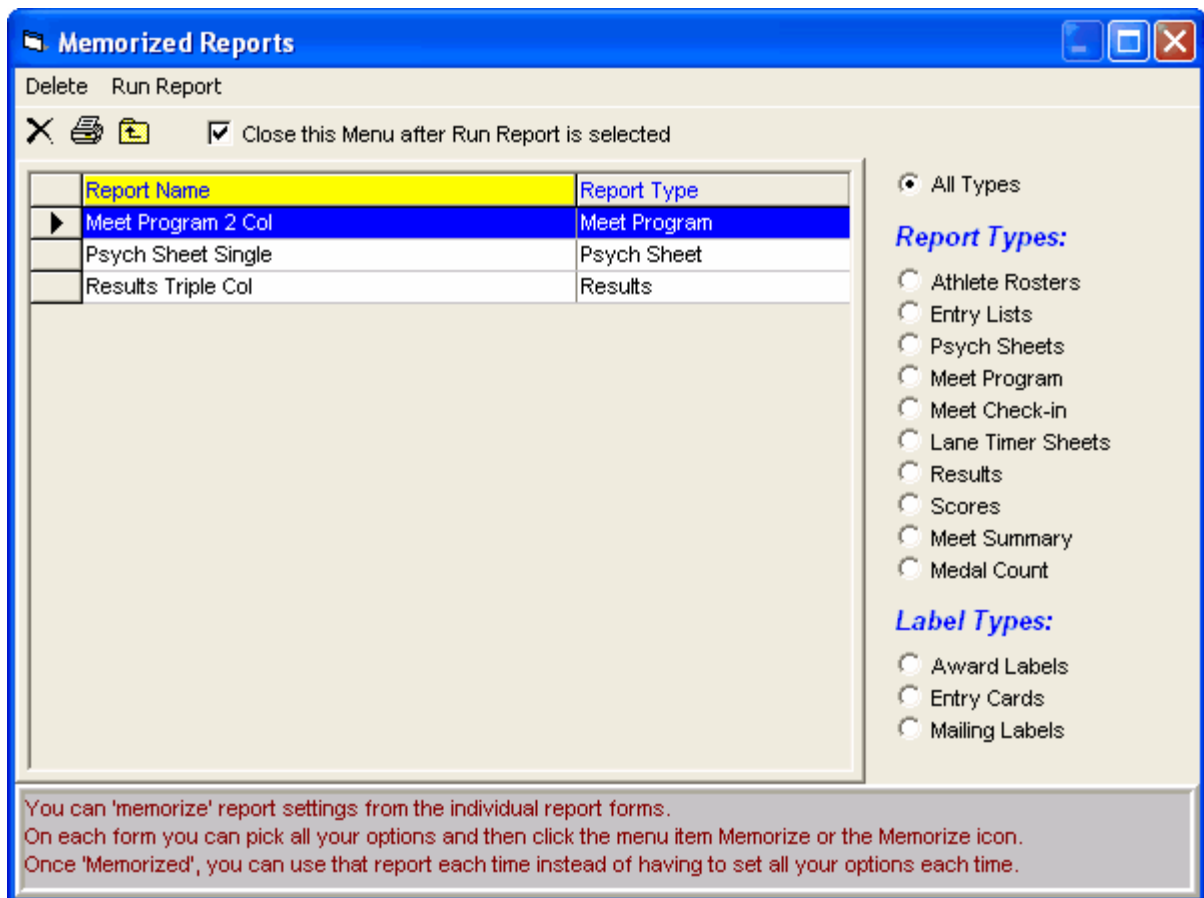 Memorized Reports
Delete Run Report
Close this Menu after Run Report is selected
Report Name Report Type
Meet Program 2 Col Meet Program
Psych Sheet Single Psych Sheet
Results Triple Col Results
All Types
Report Types:
Athlete Rosters
Entry Lists
Psych Sheets
Meet Program
Meet Check-in
Lane Timer Sheets
Results
Scores
Meet Summary
Medal Count
Label Types:
Award Labels
Entry Cards
Mailing Labels
You can 'memorize' report settings from the individual report forms.
On each form you can pick all your options and then click the menu item Memorize or the Memorize icon.
Once 'Memorized', you can use that report each time instead of having to set all your options each time.